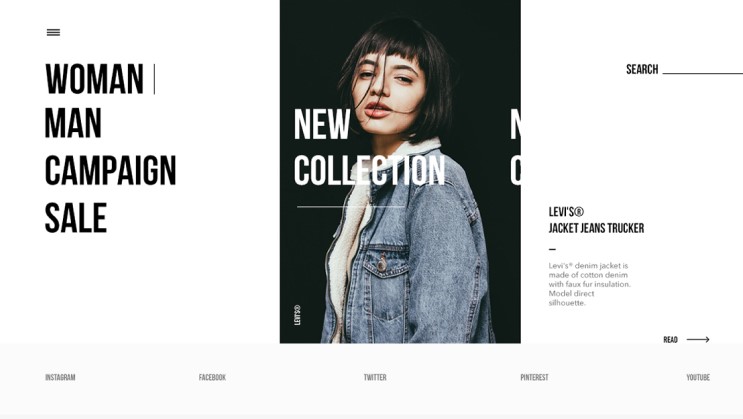 WOMAN
MAN
CAMPAIGN
SALE
NEW
COLLECTION
N
C
LEVI'S®
SEARCH
LEVI'S®
JACKET JEANS TRUCKER
Levi's® denim jacket is
made of cotton denim
with faux fur insulation.
Model direct
silhouette.
READ
INSTAGRAM
FACEBOOK
TWITTER
PINTEREST
YOUTUBE